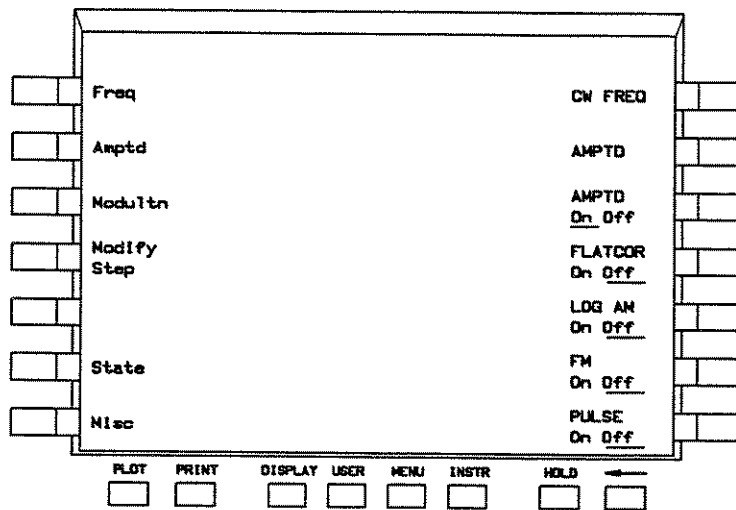 Freq
CW FREQ
Amptd
AMPTD
Modultn
AMPTD
On Off
Modify
Step
FLATCOR
On Off
LOG AM
On Off
State
FM
On Off
Misc
PULSE
On Off
PLOT PRINT DISPLAY USER MENU INSTR HOLD